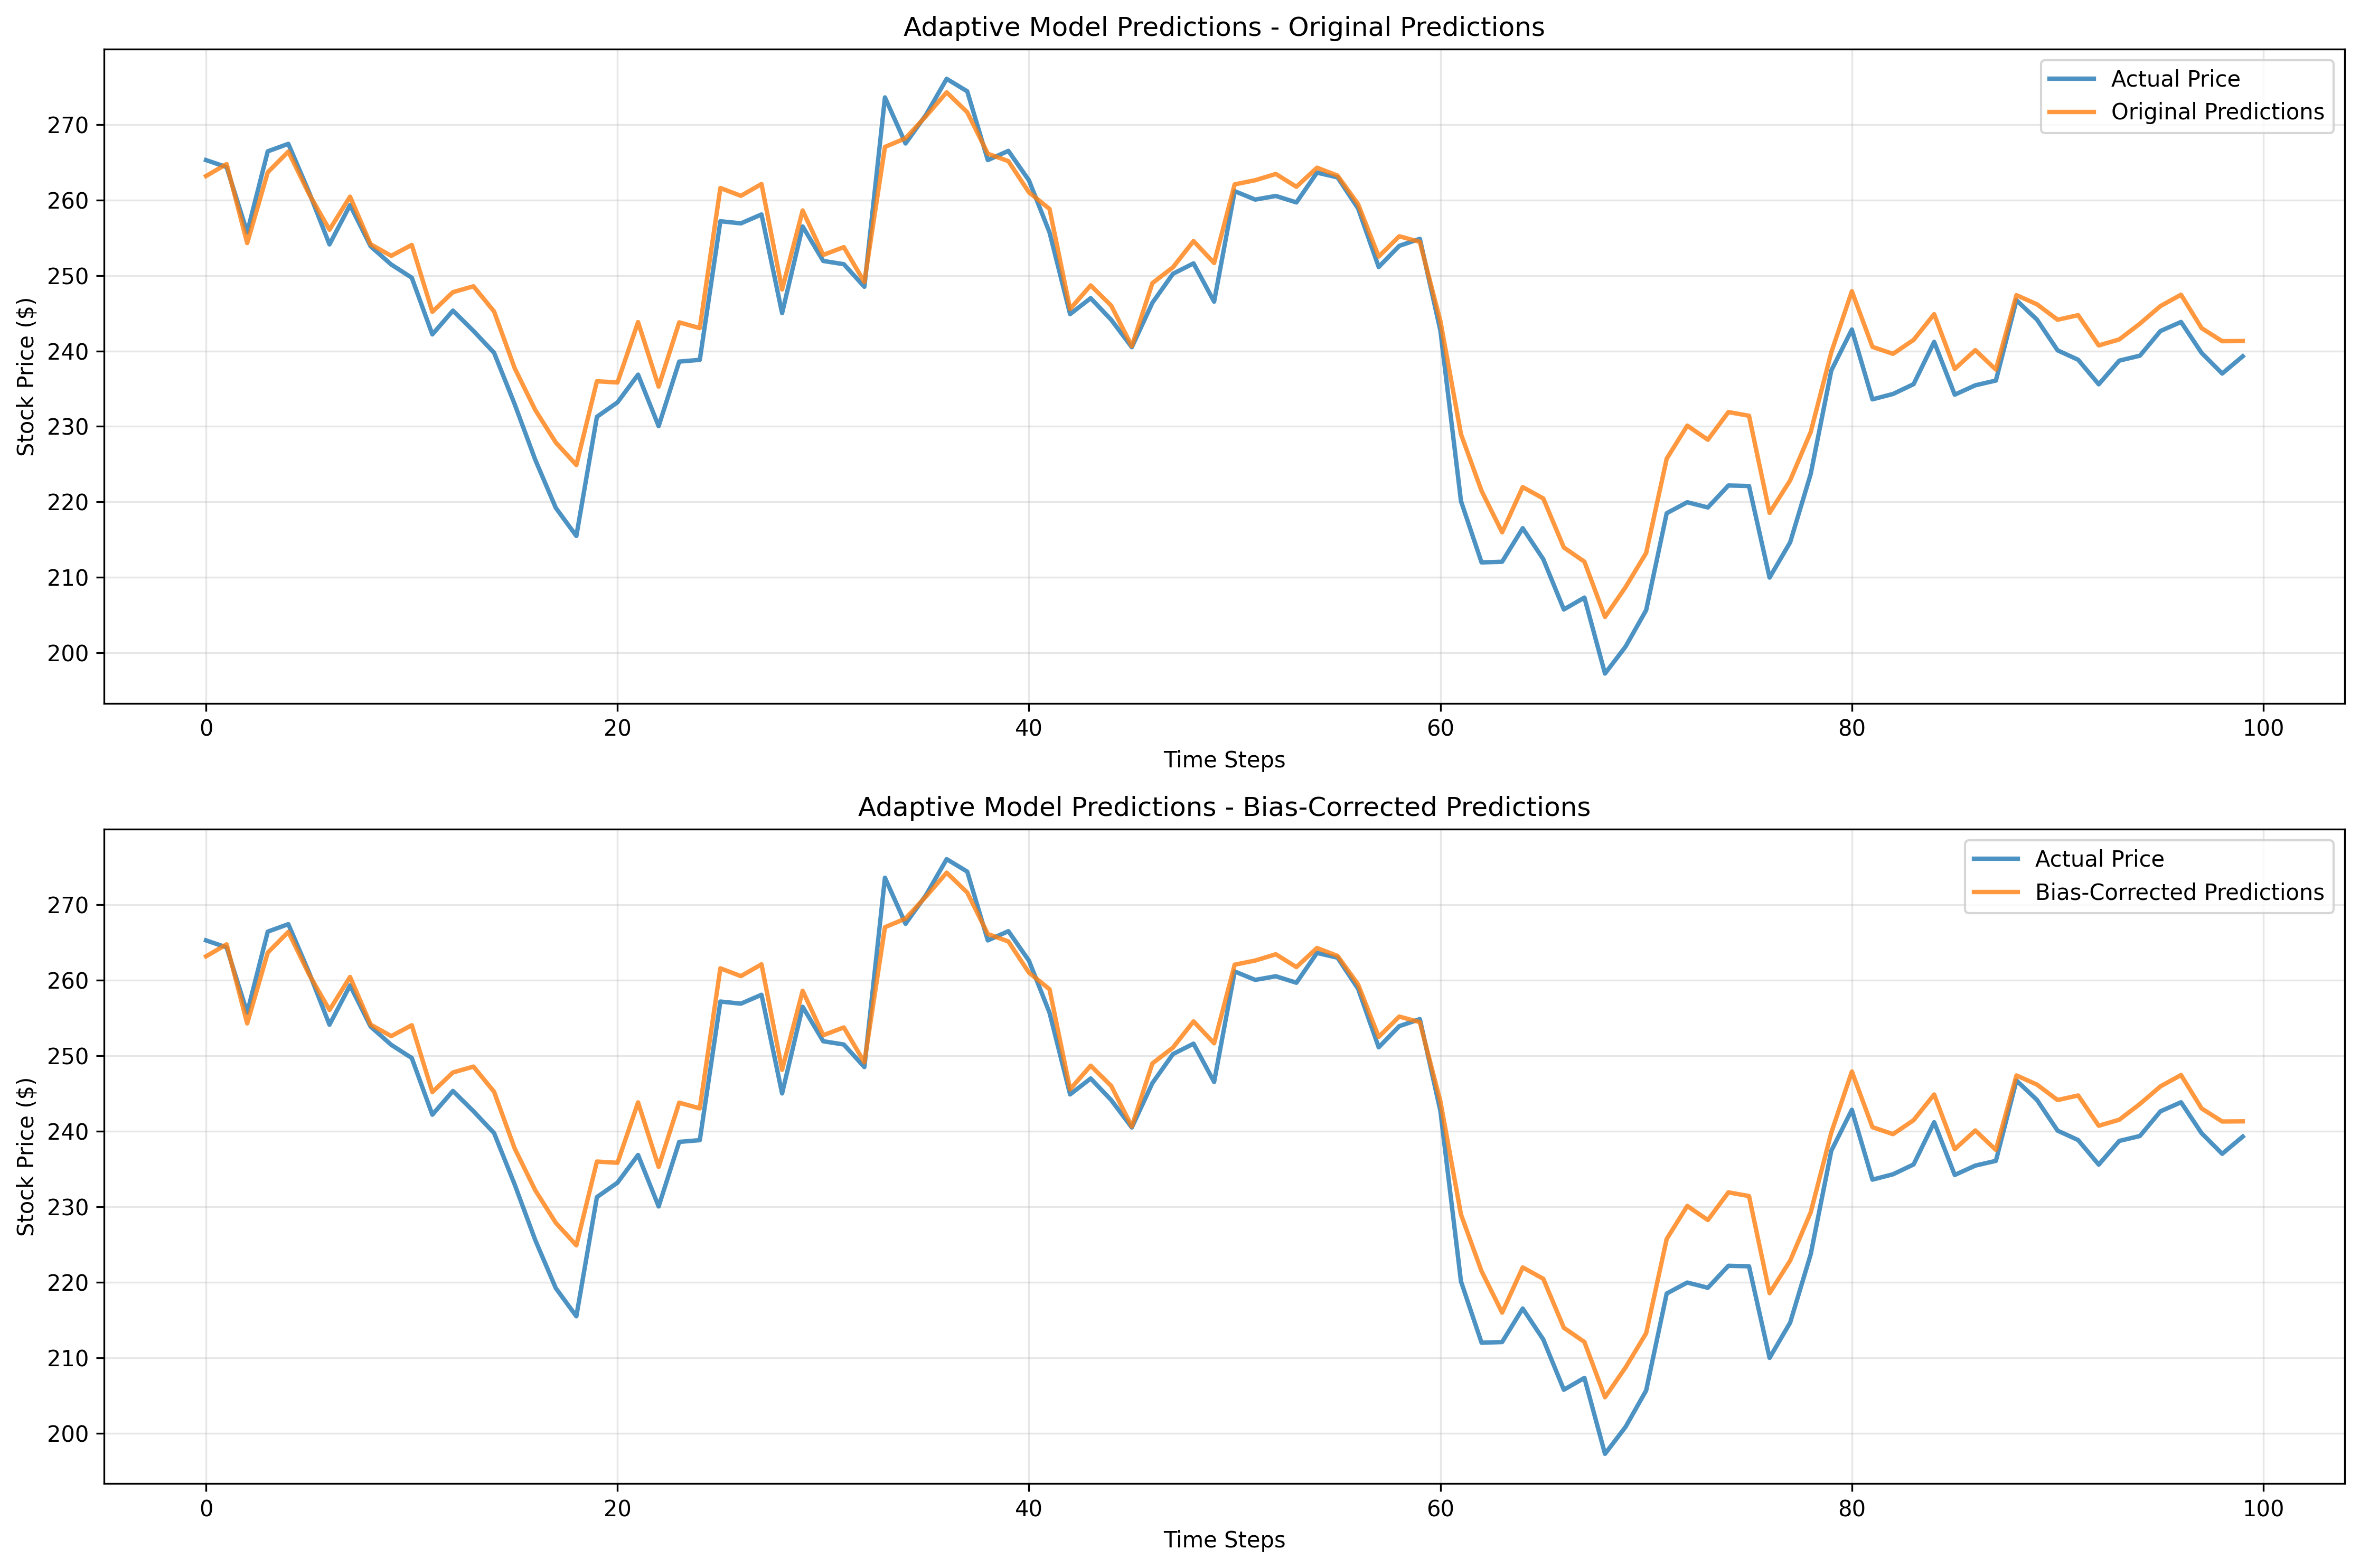 Adaptive Model Predictions - Original Predictions
Actual Price
Original Predictions
Stock Price ($)
270
260
250
240
230
220
210
200
0 20 40 60 80 100
Time Steps
Adaptive Model Predictions - Bias-Corrected Predictions
Actual Price
Bias-Corrected Predictions
Stock Price ($)
270
260
250
240
230
220
210
200
0 20 40 60 80 100
Time Steps